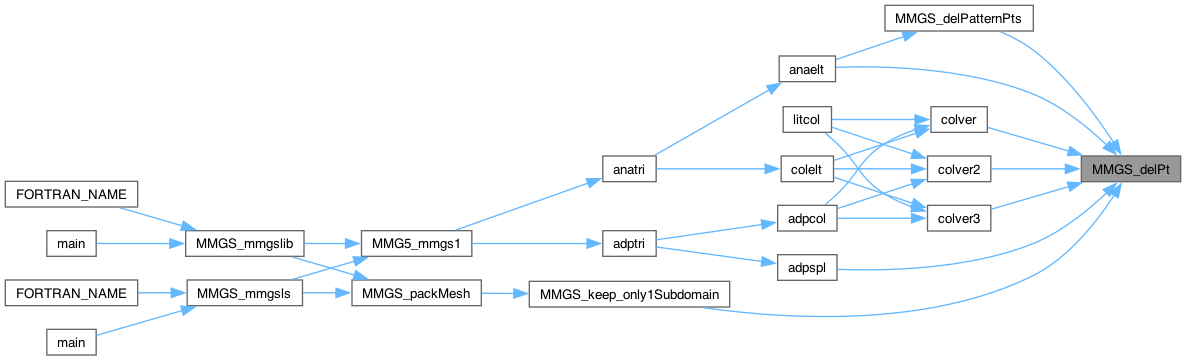 MMGS_delPatternPts
anaelt
litcol
colver
anatri
colelt
colver2
MMGS_delPt
FORTRAN_NAME
adpcol
colver3
main
MMGS_mmgslib
MMG5_mmgs1
adptri
adpspl
FORTRAN_NAME
MMGS_mmgsls
MMGS_packMesh
MMGS_keep_only1Subdomain
main